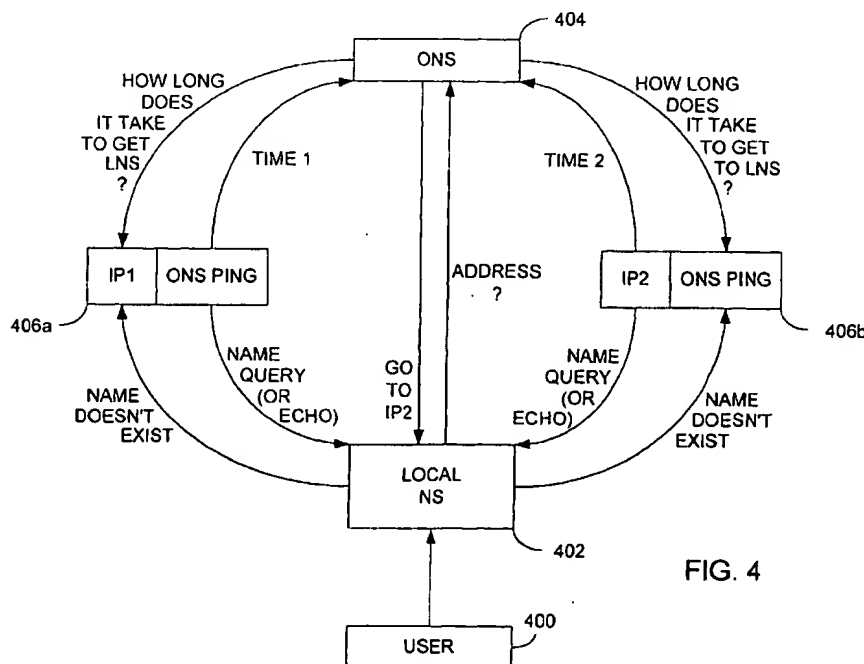 404
ONS
HOW LONG
DOES
IT TAKE
TO GET
LNS
?
TIME 1
TIME 2
HOW LONG
DOES
IT TAKE
TO GET
TO LNS
?
IP1
ONS PING
406a
ADDRESS
?
IP2
ONS PING
406b
NAME
QUERY
(OR
ECHO)
NAME
DOESN'T
EXIST
GO
TO
IP2
NAME
QUERY
(OR
ECHO)
NAME
DOESN'T
EXIST
LOCAL
NS
402
FIG. 4
USER
400